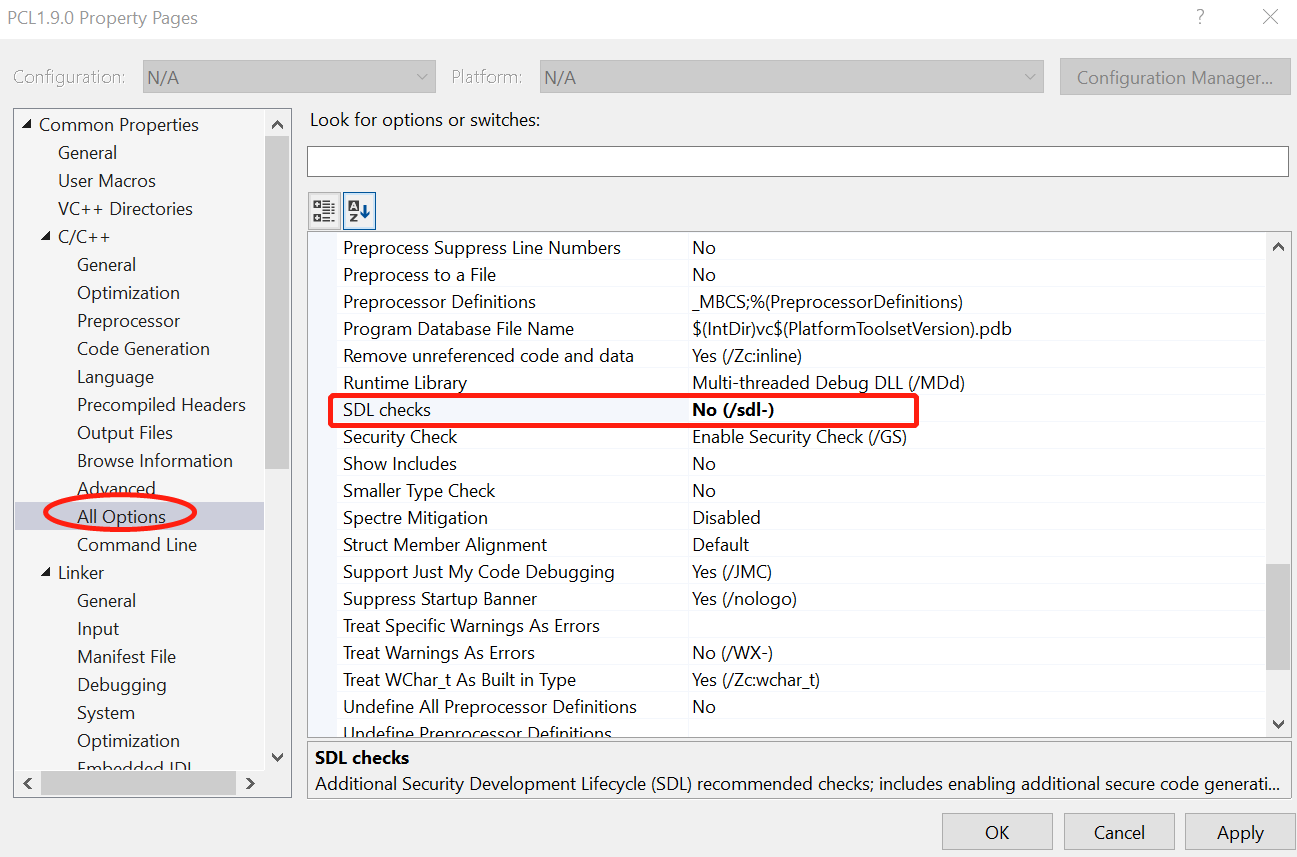 PCL1.9.0 Property Pages
Configuration: N/A Platform: N/A Configuration Manager...
Common Properties
General
User Macros
VC++ Directories
C/C++
General
Optimization
Preprocessor
Code Generation
Language
Precompiled Headers
Output Files
Browse Information
Advanced
All Options
Command Line
Linker
General
Input
Manifest File
Debugging
System
Optimization
Embedded IDL
Look for options or switches:
Preprocess Suppress Line Numbers No
Preprocess to a File No
Preprocessor Definitions _MBCS;%(PreprocessorDefinitions)
Program Database File Name $(IntDir)vc$(PlatformToolsetVersion).pdb
Remove unreferenced code and data Yes (/Zc:inline)
Runtime Library Multi-threaded Debug DLL (/MDd)
SDL checks No (/sdl-)
Security Check Enable Security Check (/GS)
Show Includes No
Smaller Type Check No
Spectre Mitigation Disabled
Struct Member Alignment Default
Support Just My Code Debugging Yes (/JMC)
Suppress Startup Banner Yes (/nologo)
Treat Specific Warnings As Errors
Treat Warnings As Errors No (/WX-)
Treat WChar_t As Built in Type Yes (/Zc:wchar_t)
Undefine All Preprocessor Definitions No
Undefine Preprocessor Definitions
SDL checks
Additional Security Development Lifecycle (SDL) recommended checks; includes enabling additional secure code generati...
OK Cancel Apply